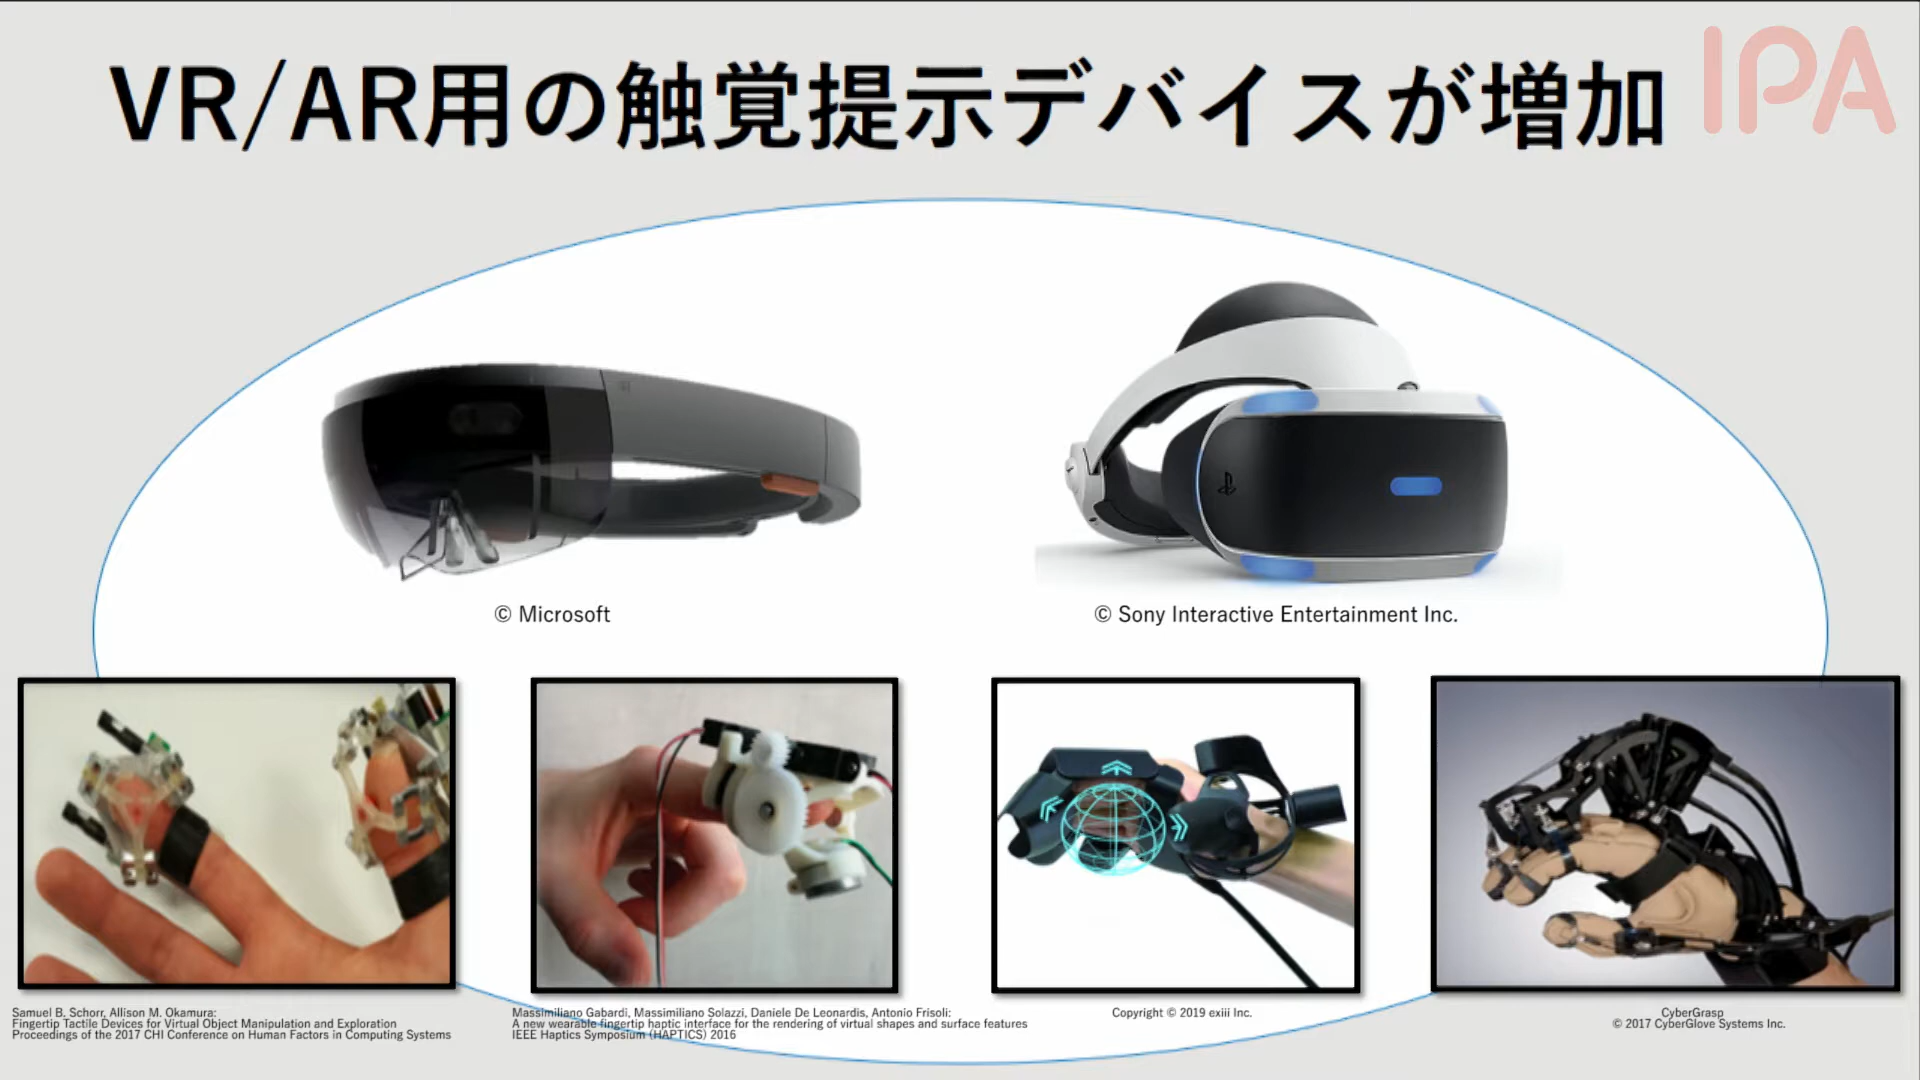 VR/AR用の触覚提示デバイスが増加
IPA
© Microsoft
© Sony Interactive Entertainment Inc.
Samuel B. Schorr, Allison M. Okamura:
Fingertip Tactile Devices for Virtual Object Manipulation and Exploration
Proceedings of the 2017 CHI Conference on Human Factors in Computing Systems
Massimiliano Gabardi, Massimiliano Solazzi, Daniele De Leonardis, Antonio Frisoli:
A new wearable fingertip haptic interface for the rendering of virtual shapes and surface features
IEEE Haptics Symposium (HAPTICS) 2016
Copyright © 2019 exiii Inc.
CyberGrasp
© 2017 CyberGlove Systems Inc.